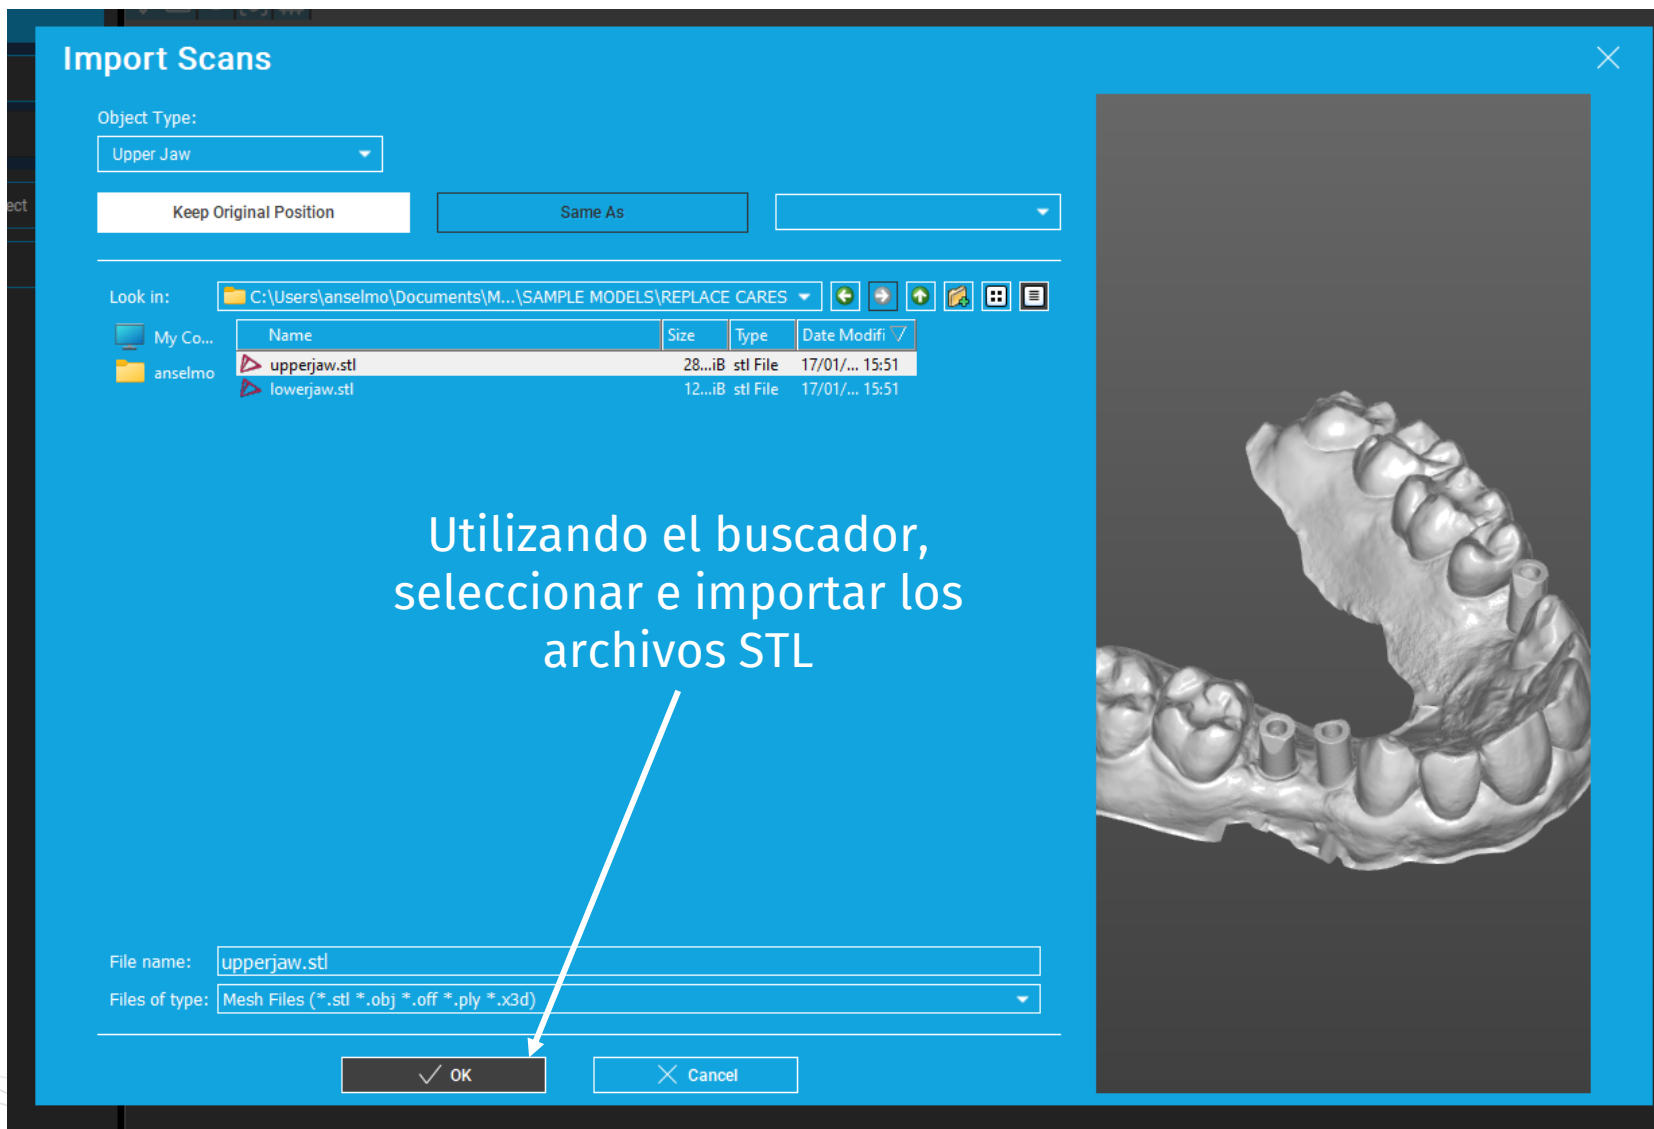 Import Scans
Object Type:
Upper Jaw
ect
Keep Original Position
Same As
Look in:
C:\Users\anselmo\Documents\M...\SAMPLE MODELS\REPLACE CARES
My Co...
anselmo
Name Size Type Date Modifi
upperjaw.stl 28...iB stl File 17/01/... 15:51
lowerjaw.stl 12...iB stl File 17/01/... 15:51
Utilizando el buscador,
seleccionar e importar los
archivos STL
File name: upperjaw.stl
Files of type: Mesh Files (*.stl *.obj *.off *.ply *.x3d)
OK
Cancel